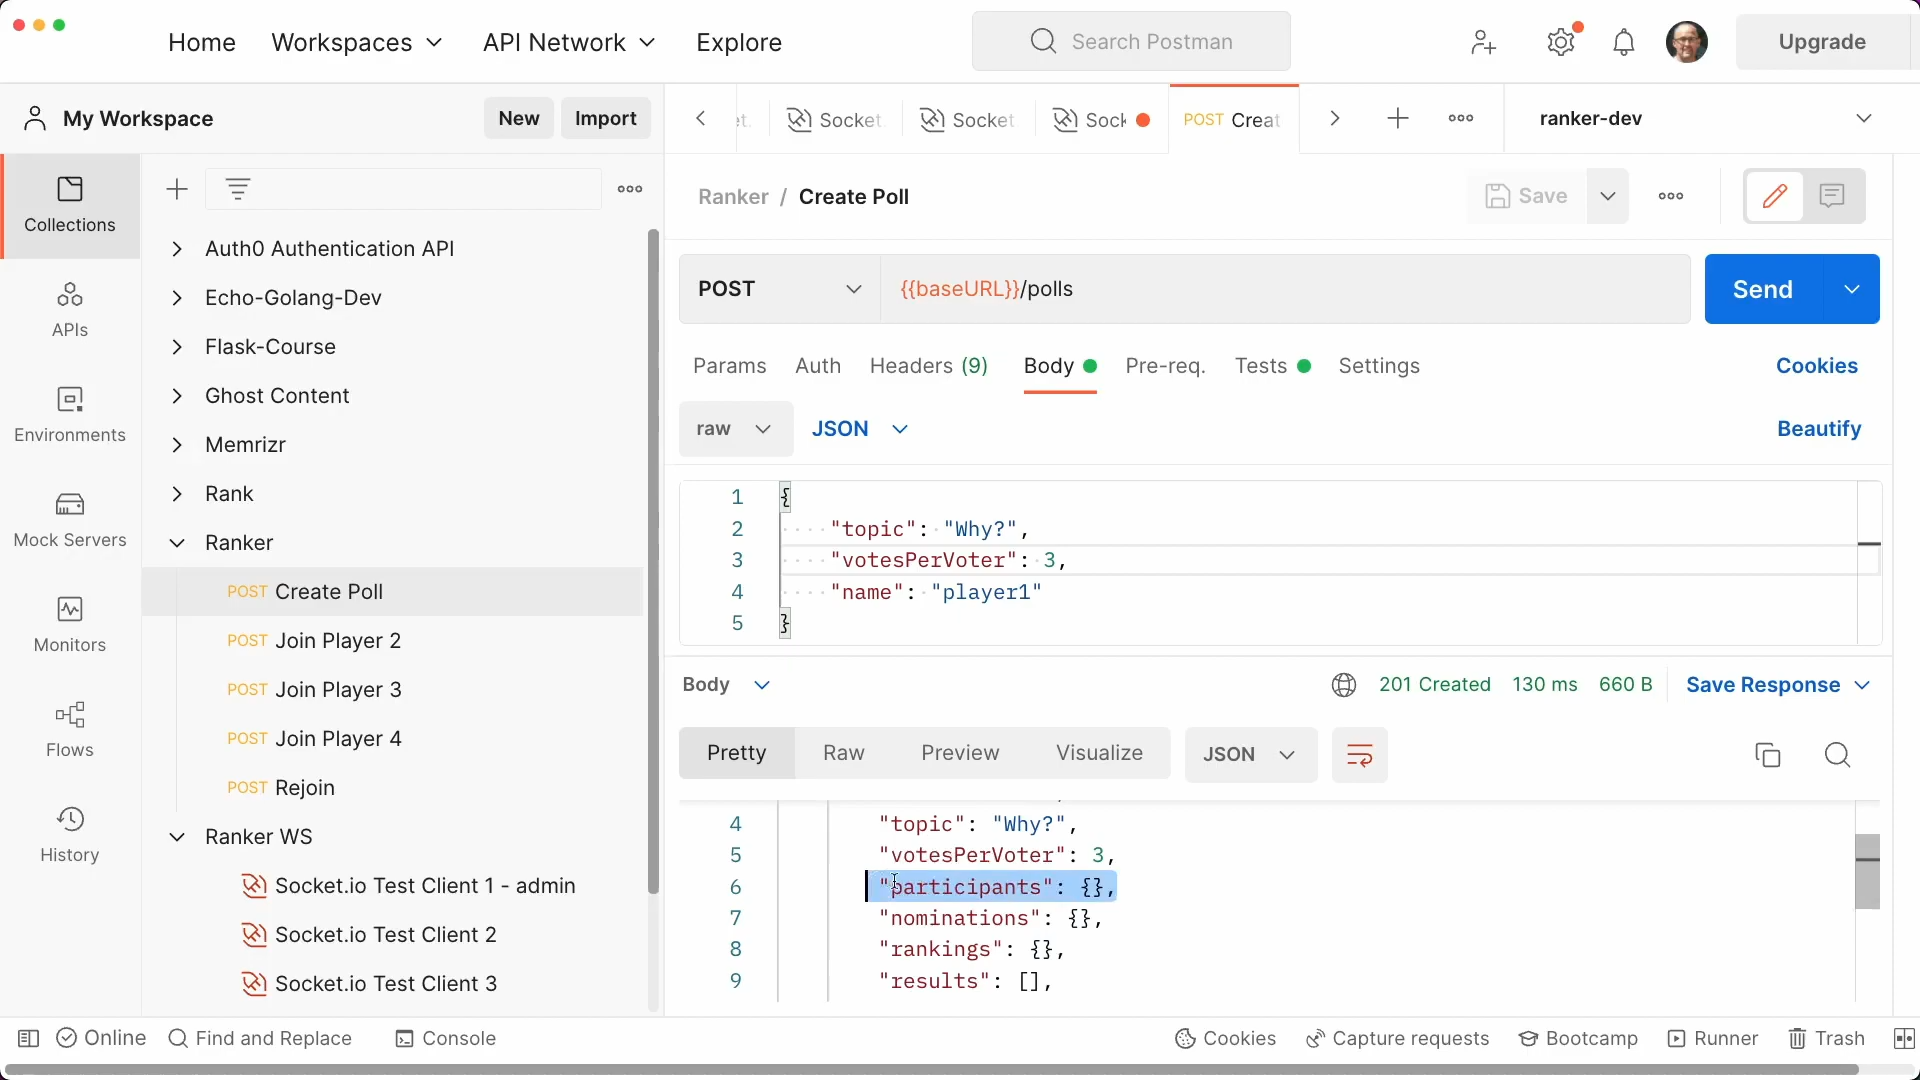 Home Workspaces API Network Explore Search Postman Upgrade
My Workspace New Import
et. Socket Socket Sock POST Creat ranker-dev
Collections
APIs
Environments
Mock Servers
Monitors
Flows
History
Auth0 Authentication API
Echo-Golang-Dev
Flask-Course
Ghost Content
Memrizr
Rank
Ranker
POST Create Poll
POST Join Player 2
POST Join Player 3
POST Join Player 4
POST Rejoin
Ranker WS
Socket.io Test Client 1 - admin
Socket.io Test Client 2
Socket.io Test Client 3
Ranker / Create Poll Save
POST {{baseURL}}/polls Send
Params Auth Headers (9) Body Pre-req. Tests Settings Cookies
raw JSON Beautify
1 {
2 "topic": "Why?",
3 "votesPerVoter": 3,
4 "name": "player1"
5 }
Body 201 Created 130 ms 660 B Save Response
Pretty Raw Preview Visualize JSON
4 "topic": "Why?",
5 "votesPerVoter": 3,
6 "participants": {},
7 "nominations": {},
8 "rankings": {},
9 "results": [],
Online Find and Replace Console Cookies Capture requests Bootcamp Runner Trash